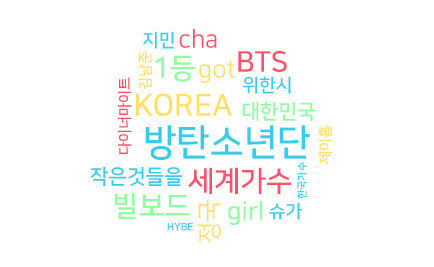 지민 cha
1등 got BTS
김남준
위한시
다이너마이트
KOREA 대한민국
방탄소년단
제이홉
작은것들을 세계가수
한국가수
빌보드 정국 girl 슈가
HYBE